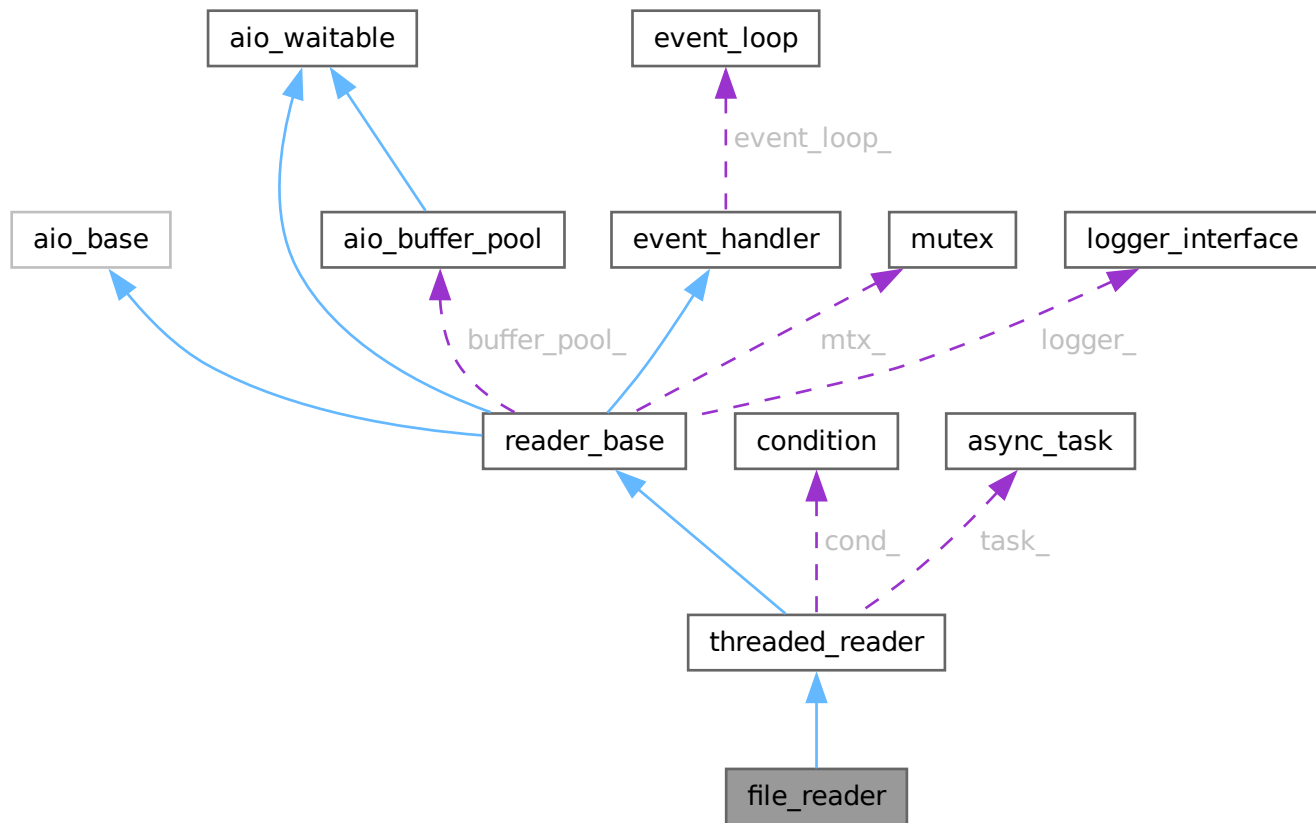 aio_waitable
event_loop
event_loop_
aio_base
aio_buffer_pool
event_handler
mutex
logger_interface
buffer_pool_
mtx_
logger_
reader_base
condition
async_task
cond_
task_
threaded_reader
file_reader